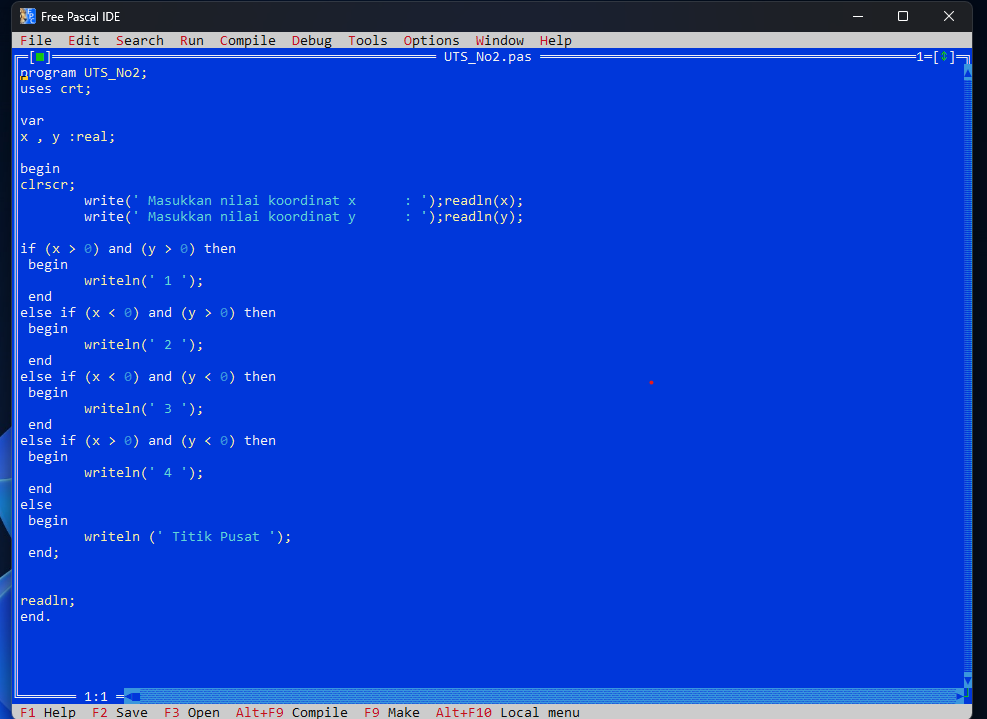 Free Pascal IDE
File Edit Search Run Compile Debug Tools Options Window Help
UTS_No2.pas 1=[↕]
program UTS_No2;
uses crt;

var
x , y :real;

begin
clrscr;
        write(' Masukkan nilai koordinat x      : ');readln(x);
        write(' Masukkan nilai koordinat y      : ');readln(y);

if (x > 0) and (y > 0) then
 begin
        writeln(' 1 ');
 end
else if (x < 0) and (y > 0) then
 begin
        writeln(' 2 ');
 end
else if (x < 0) and (y < 0) then
 begin
        writeln(' 3 ');
 end
else if (x > 0) and (y < 0) then
 begin
        writeln(' 4 ');
 end
else
 begin
        writeln (' Titik Pusat ');
 end;

readln;
end.
1:1
F1 Help F2 Save F3 Open Alt+F9 Compile F9 Make Alt+F10 Local menu